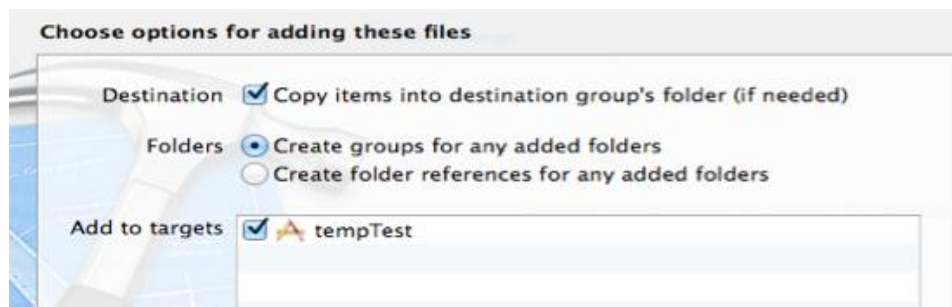 Choose options for adding these files
Destination Copy items into destination group's folder (if needed)
Folders Create groups for any added folders
Create folder references for any added folders
Add to targets tempTest